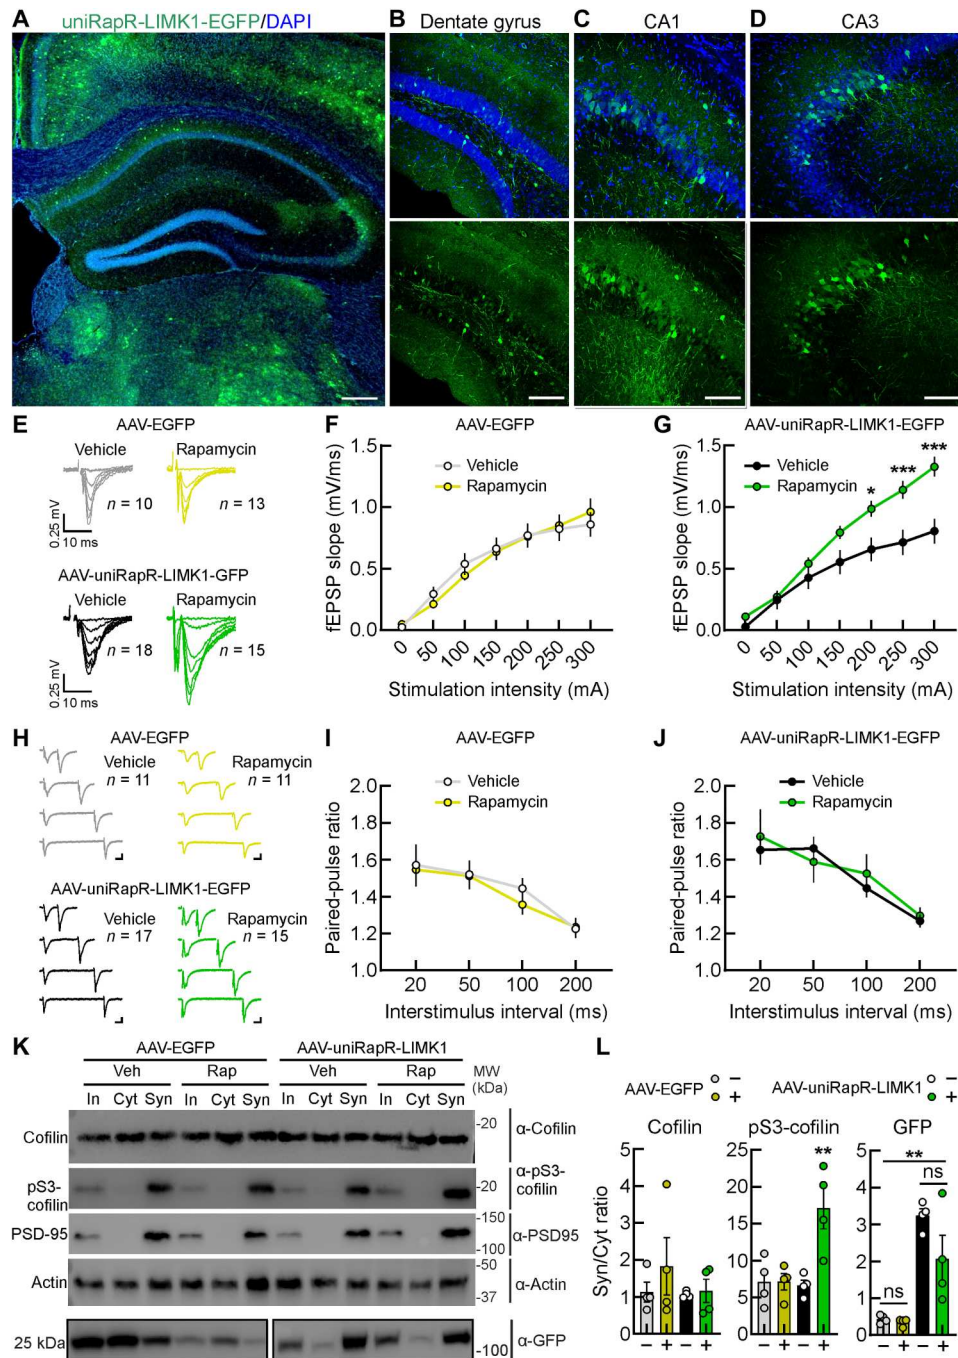 A uniRapR-LIMK1-EGFP/DAPI
B Dentate gyrus
C CA1
D CA3
E AAV-EGFP
Vehicle Rapamycin
n = 10 n = 13
0.25 mV
10 ms
AAV-uniRapR-LIMK1-GFP
Vehicle Rapamycin
n = 18 n = 15
0.25 mV
10 ms
F AAV-EGFP
Vehicle
Rapamycin
fEPSP slope (mV/ms)
1.5
1.0
0.5
0.0
0 50 100 150 200 250 300
Stimulation intensity (mA)
G AAV-uniRapR-LIMK1-EGFP
Vehicle
Rapamycin
* *** ***
fEPSP slope (mV/ms)
1.5
1.0
0.5
0.0
0 50 100 150 200 250 300
Stimulation intensity (mA)
H AAV-EGFP
Vehicle Rapamycin
n = 11 n = 11
AAV-uniRapR-LIMK1-EGFP
Vehicle Rapamycin
n = 17 n = 15
I AAV-EGFP
Vehicle
Rapamycin
Paired-pulse ratio
2.0
1.8
1.6
1.4
1.2
1.0
20 50 100 200
Interstimulus interval (ms)
J AAV-uniRapR-LIMK1-EGFP
Vehicle
Rapamycin
Paired-pulse ratio
2.0
1.8
1.6
1.4
1.2
1.0
20 50 100 200
Interstimulus interval (ms)
K AAV-EGFP AAV-uniRapR-LIMK1
Veh Rap Veh Rap MW
(kDa)
In Cyt Syn In Cyt Syn In Cyt Syn In Cyt Syn
Cofilin -20 α-Cofilin
pS3-
cofilin -20 α-pS3-
cofilin
PSD-95 -150 α-PSD95
-100
Actin -50 α-Actin
-37
25 kDa -100 α-GFP
L AAV-EGFP − + AAV-uniRapR-LIMK1 − +
Cofilin pS3-cofilin GFP
Syn/Cyt ratio
5
4
3
2
1
0
− + − +
25
20
15
10
5
0
**
− + − +
5
4
3
2
1
0
**
ns
ns
− + − +